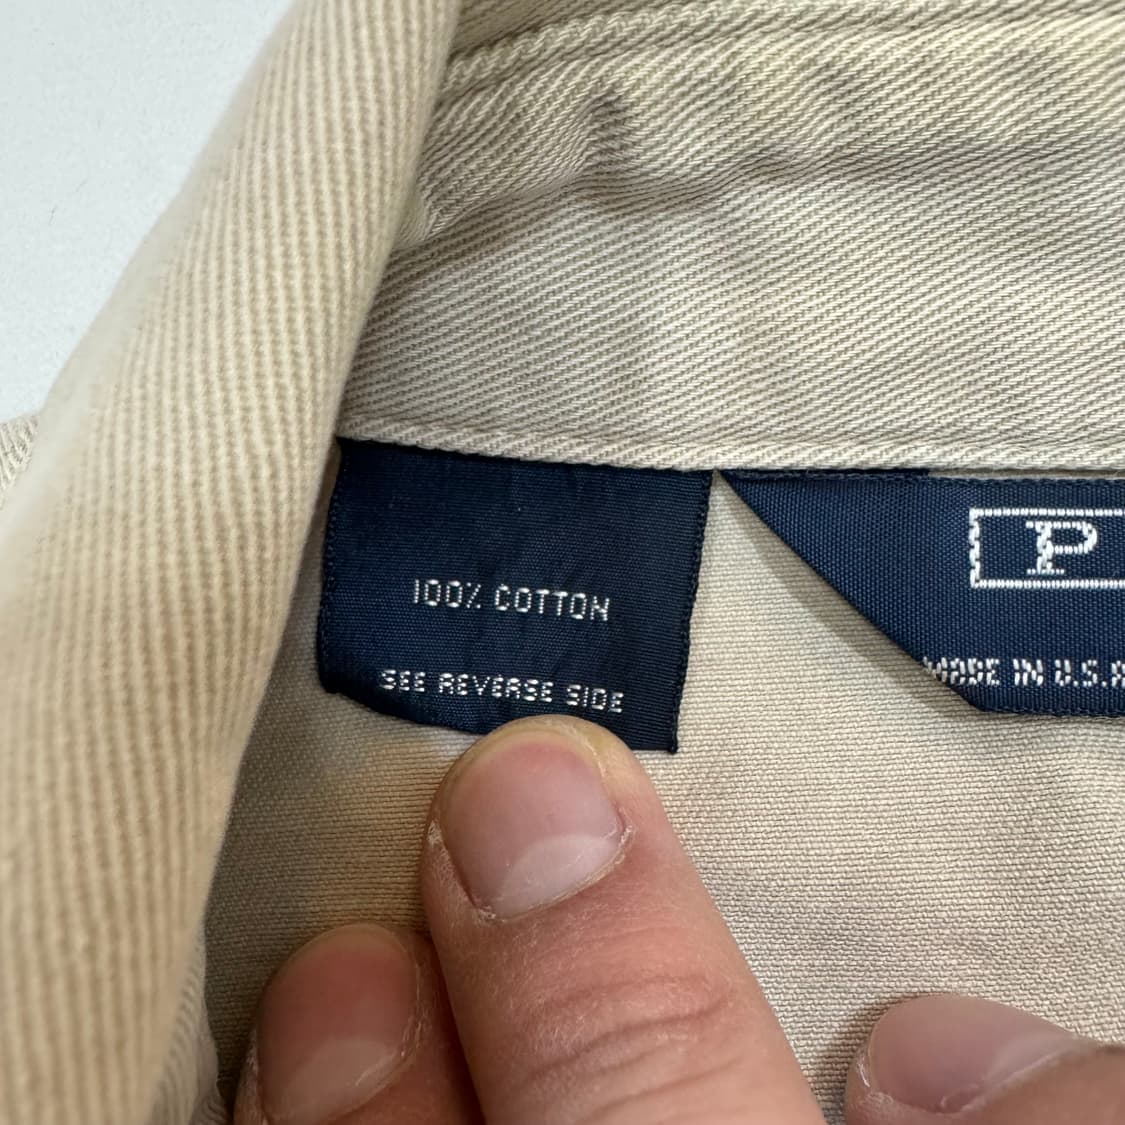 100% COTTON
SEE REVERSE SIDE
P
MADE IN U.S.A